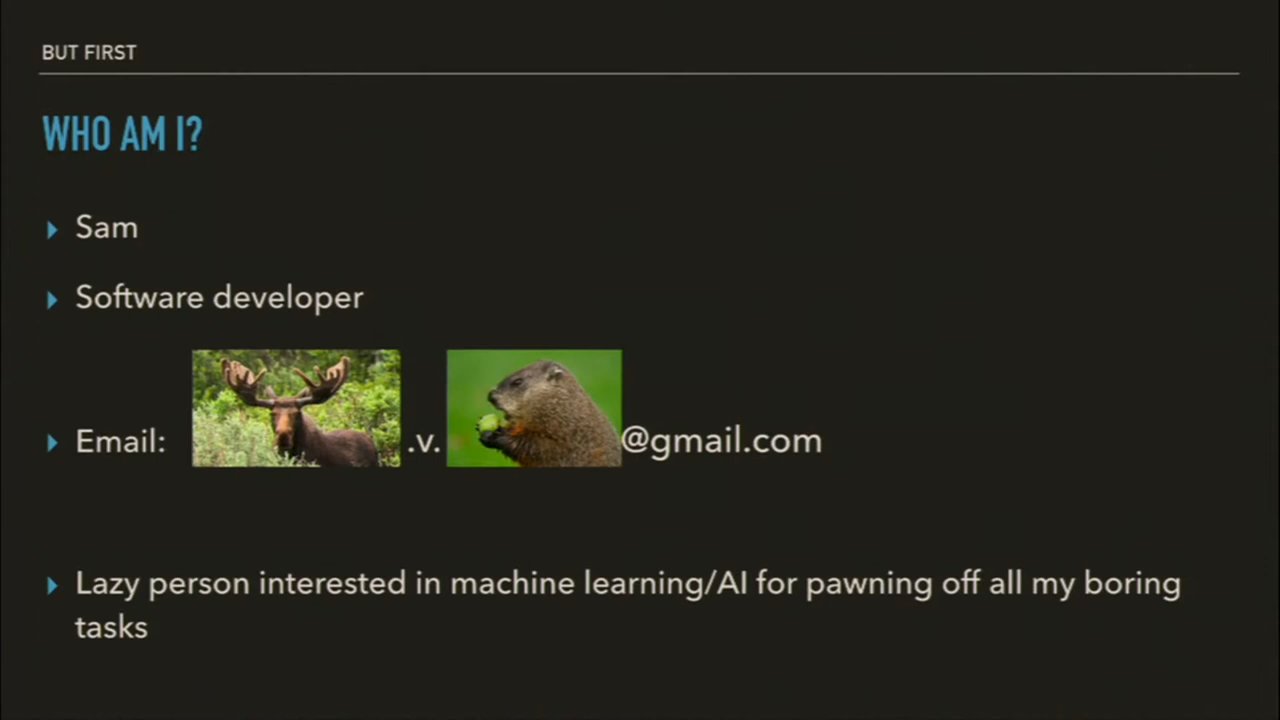 BUT FIRST
WHO AM I?
Sam
Software developer
Email: .v. @gmail.com
Lazy person interested in machine learning/AI for pawning off all my boring
tasks